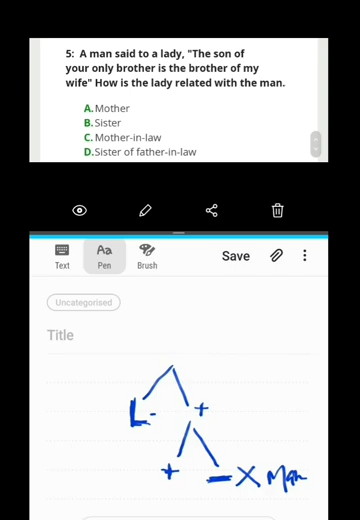 5: A man said to a lady, "The son of
your only brother is the brother of my
wife" How is the lady related with the man.
A. Mother
B. Sister
C. Mother-in-law
D. Sister of father-in-law
Text Aa Pen Brush Save
Uncategorised
Title
L - +
+ - X Man